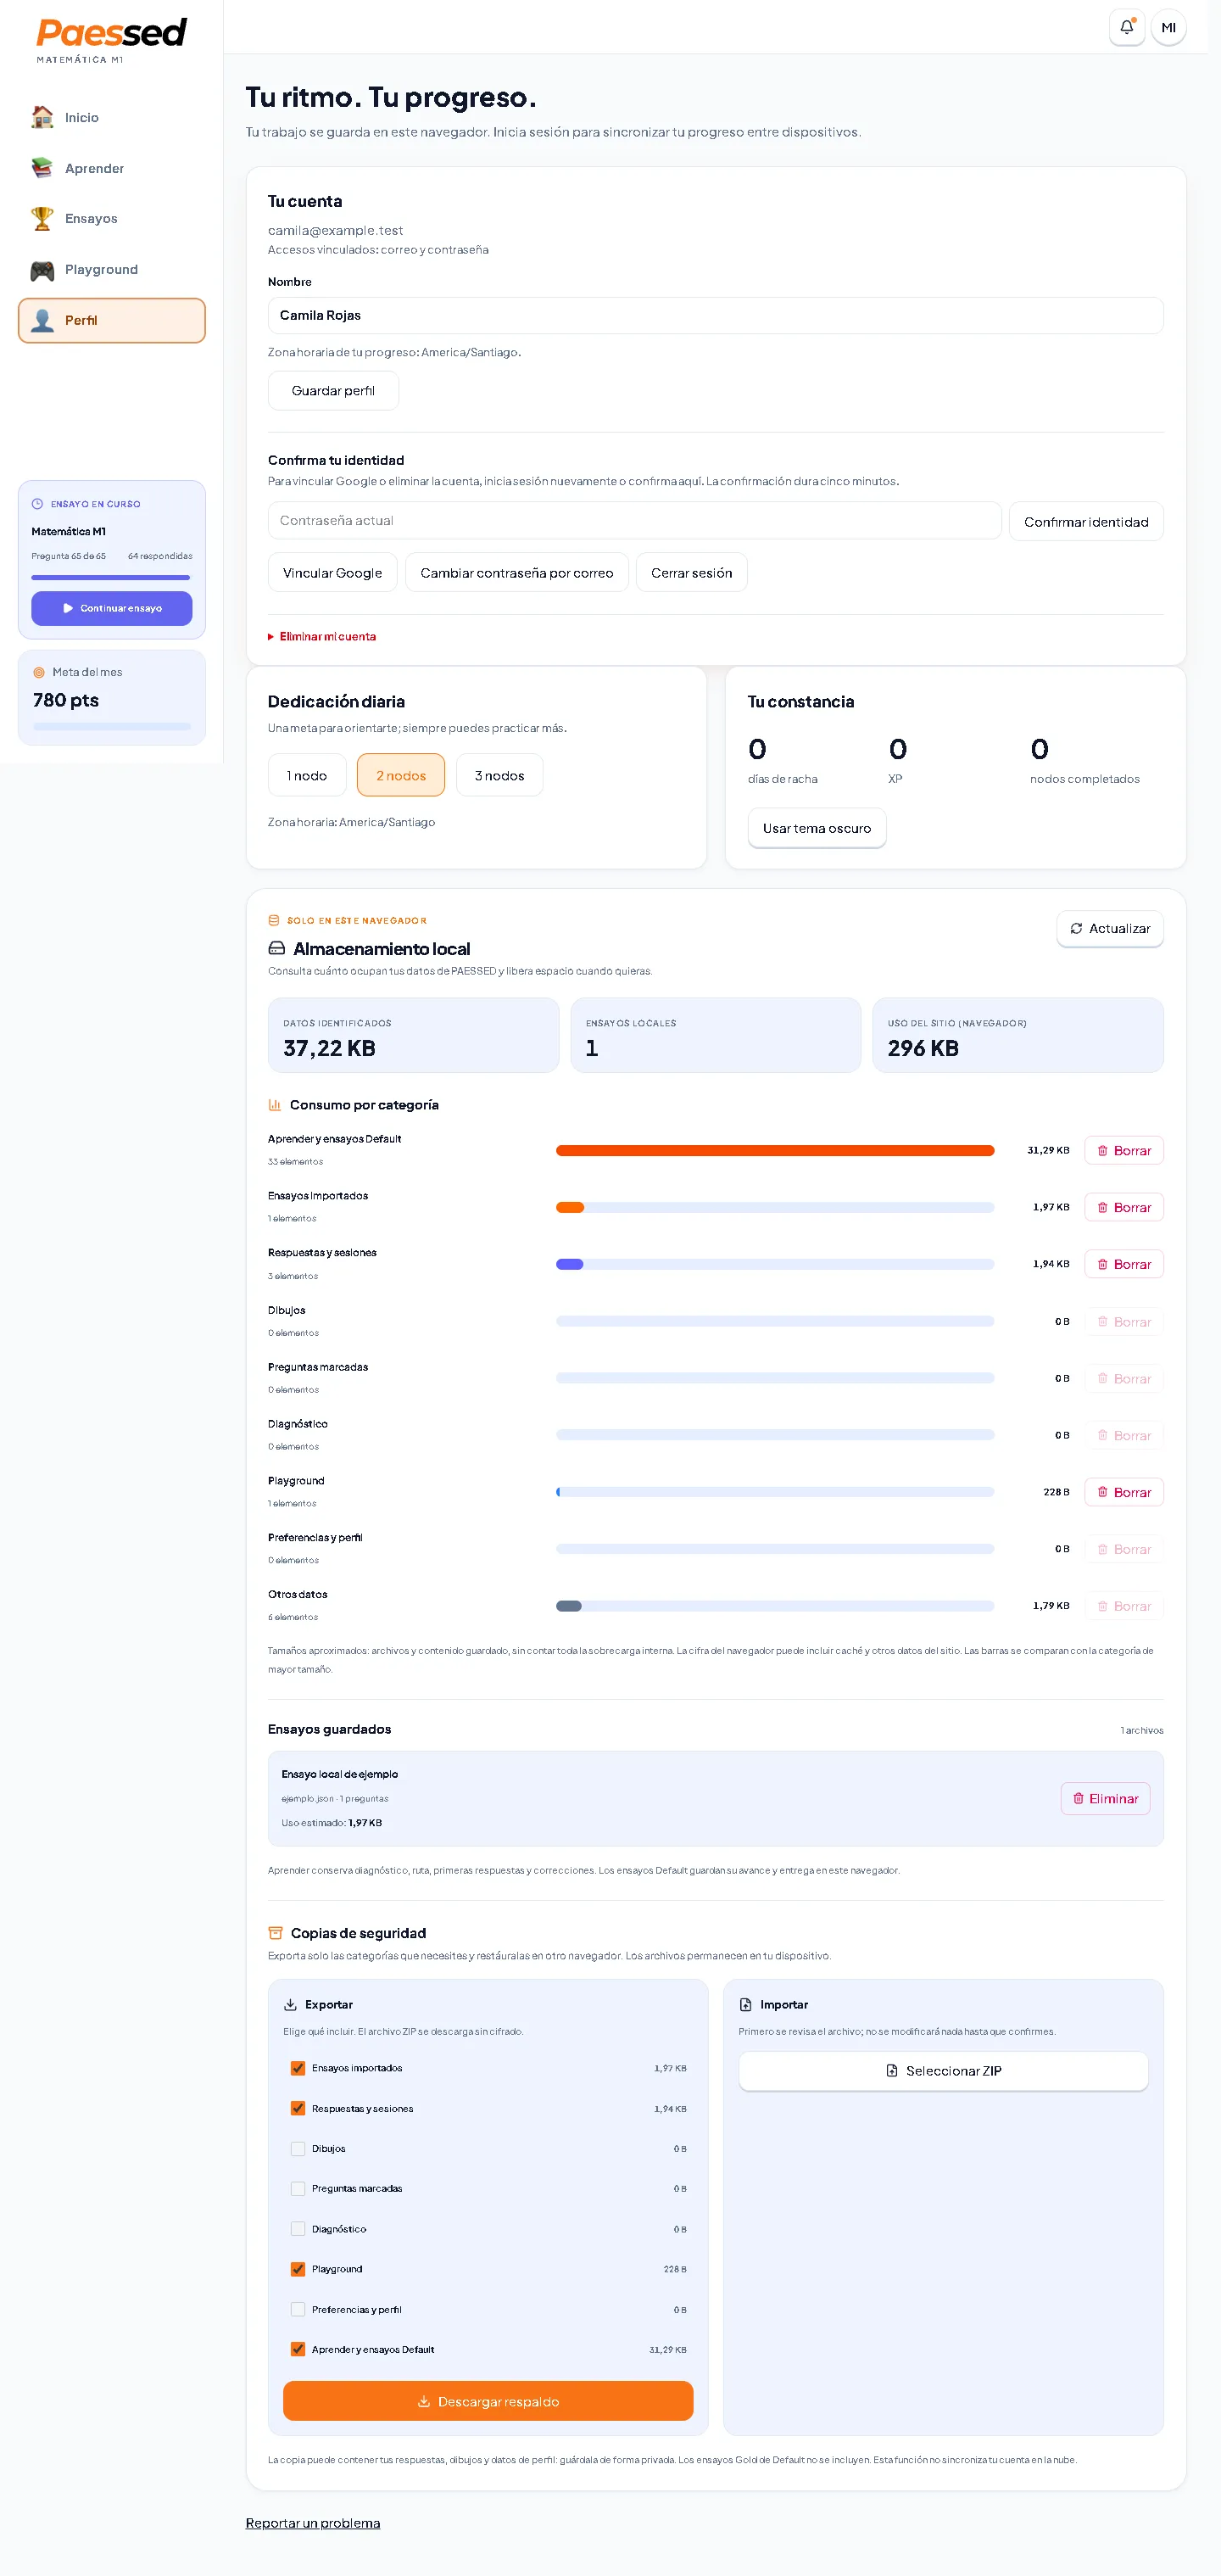 Paessed
MATEMÁTICA M1
Inicio
Aprender
Ensayos
Playground
Perfil
ENSAYO EN CURSO
Matemática M1
Pregunta 65 de 65 64 respondidas
Continuar ensayo
Meta del mes
780 pts
MI
Tu ritmo. Tu progreso.
Tu trabajo se guarda en este navegador. Inicia sesión para sincronizar tu progreso entre dispositivos.
Tu cuenta
camila@example.test
Accesos vinculados: correo y contraseña
Nombre
Camila Rojas
Zona horaria de tu progreso: America/Santiago.
Guardar perfil
Confirma tu identidad
Para vincular Google o eliminar la cuenta, inicia sesión nuevamente o confirma aquí. La confirmación dura cinco minutos.
Contraseña actual
Confirmar identidad
Vincular Google
Cambiar contraseña por correo
Cerrar sesión
Eliminar mi cuenta
Dedicación diaria
Una meta para orientarte; siempre puedes practicar más.
1 nodo
2 nodos
3 nodos
Zona horaria: America/Santiago
Tu constancia
0 0 0
días de racha XP nodos completados
Usar tema oscuro
SOLO EN ESTE NAVEGADOR
Almacenamiento local
Consulta cuánto ocupan tus datos de PAESSED y libera espacio cuando quieras.
Actualizar
DATOS IDENTIFICADOS
37,22 KB
ENSAYOS LOCALES
1
USO DEL SITIO (NAVEGADOR)
296 KB
Consumo por categoría
Aprender y ensayos Default
33 elementos
31,29 KB Borrar
Ensayos importados
1 elementos
1,97 KB Borrar
Respuestas y sesiones
3 elementos
1,94 KB Borrar
Dibujos
0 elementos
0 B Borrar
Preguntas marcadas
0 elementos
0 B Borrar
Diagnóstico
0 elementos
0 B Borrar
Playground
1 elementos
228 B Borrar
Preferencias y perfil
0 elementos
0 B Borrar
Otros datos
6 elementos
1,79 KB Borrar
Tamaños aproximados: archivos y contenido guardado, sin contar toda la sobrecarga interna. La cifra del navegador puede incluir caché y otros datos del sitio. Las barras se comparan con la categoría de
mayor tamaño.
Ensayos guardados
1 archivos
Ensayo local de ejemplo
ejemplo.json · 1 preguntas
Uso estimado: 1,97 KB
Eliminar
Aprender conserva diagnóstico, ruta, primeras respuestas y correcciones. Los ensayos Default guardan su avance y entrega en este navegador.
Copias de seguridad
Exporta solo las categorías que necesites y restáuralas en otro navegador. Los archivos permanecen en tu dispositivo.
Exportar
Elige qué incluir. El archivo ZIP se descarga sin cifrado.
Ensayos importados 1,97 KB
Respuestas y sesiones 1,94 KB
Dibujos 0 B
Preguntas marcadas 0 B
Diagnóstico 0 B
Playground 228 B
Preferencias y perfil 0 B
Aprender y ensayos Default 31,29 KB
Descargar respaldo
Importar
Primero se revisa el archivo; no se modificará nada hasta que confirmes.
Seleccionar ZIP
La copia puede contener tus respuestas, dibujos y datos de perfil: guárdala de forma privada. Los ensayos Gold de Default no se incluyen. Esta función no sincroniza tu cuenta en la nube.
Reportar un problema